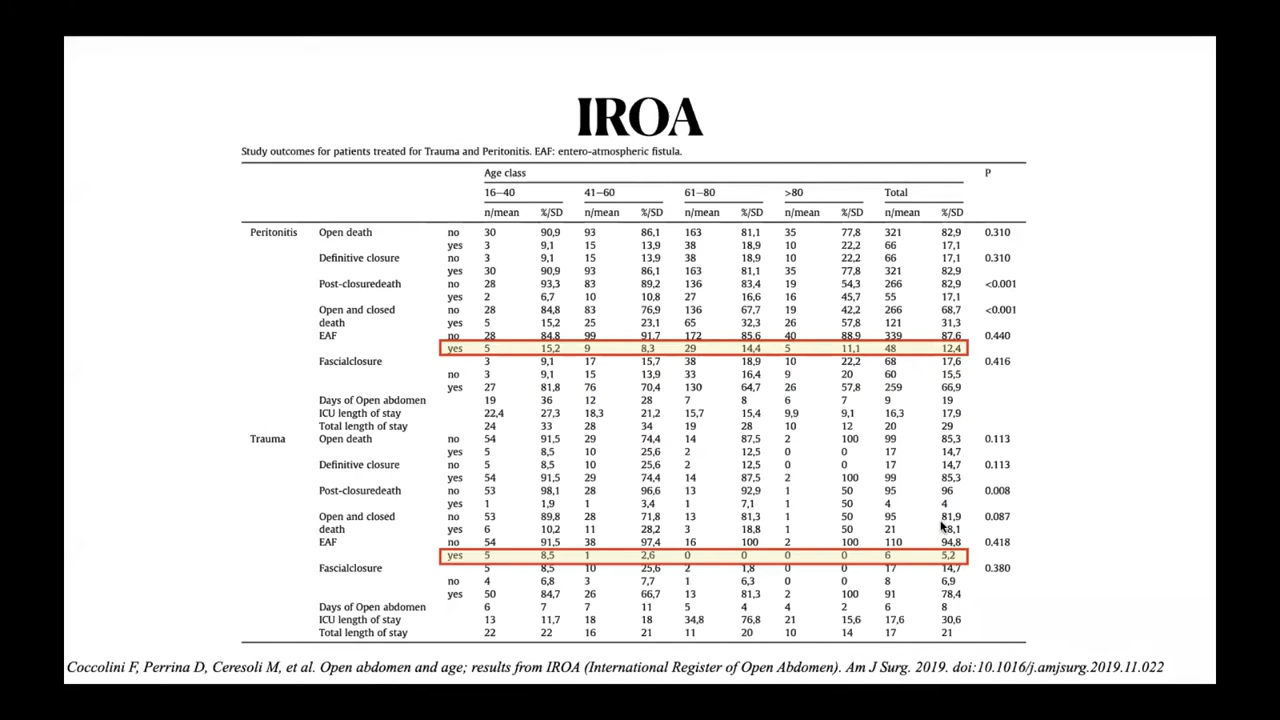 IROA
Study outcomes for patients treated for Trauma and Peritonitis. EAF: entero-atmospheric fistula.
Age class P
16–40 41–60 61–80 >80 Total
n/mean %/SD n/mean %/SD n/mean %/SD n/mean %/SD n/mean %/SD
Peritonitis Open death no 30 90,9 93 86,1 163 81,1 35 77,8 321 82,9 0.310
yes 3 9,1 15 13,9 38 18,9 10 22,2 66 17,1
Definitive closure no 3 9,1 15 13,9 38 18,9 10 22,2 66 17,1 0.310
yes 30 90,9 93 86,1 163 81,1 35 77,8 321 82,9
Post-closuredeath no 28 93,3 83 89,2 136 83,4 19 54,3 266 82,9 <0.001
yes 2 6,7 10 10,8 27 16,6 16 45,7 55 17,1
Open and closed no 28 84,8 83 76,9 136 67,7 19 42,2 266 68,7 <0.001
death yes 5 15,2 25 23,1 65 32,3 26 57,8 121 31,3
EAF no 28 84,8 99 91,7 172 85,6 40 88,9 339 87,6 0.440
yes 5 15,2 9 8,3 29 14,4 5 11,1 48 12,4
Fascialclosure 3 9,1 17 15,7 38 18,9 10 22,2 68 17,6 0.416
no 3 9,1 15 13,9 33 16,4 9 20 60 15,5
yes 27 81,8 76 70,4 130 64,7 26 57,8 259 66,9
Days of Open abdomen 19 36 12 28 7 8 6 7 9 19
ICU length of stay 22,4 27,3 18,3 21,2 15,7 15,4 9,9 9,1 16,3 17,9
Total length of stay 24 33 28 34 19 28 10 12 20 29
Trauma Open death no 54 91,5 29 74,4 14 87,5 2 100 99 85,3 0.113
yes 5 8,5 10 25,6 2 12,5 0 0 17 14,7
Definitive closure no 5 8,5 10 25,6 2 12,5 0 0 17 14,7 0.113
yes 54 91,5 29 74,4 14 87,5 2 100 99 85,3
Post-closuredeath no 53 98,1 28 96,6 13 92,9 1 50 95 96 0.008
yes 1 1,9 1 3,4 1 7,1 1 50 4 4
Open and closed no 53 89,8 28 71,8 13 81,3 1 50 95 81,9 0.087
death yes 6 10,2 11 28,2 3 18,8 1 50 21
EAF no 54 91,5 38 97,4 16 100 2 100 110 94,8 0.418
yes 5 8,5 1 2,6 0 0 0 0 6 5,2
Fascialclosure 5 8,5 10 25,6 2 1,8 0 0 17 14,7 0.380
no 4 6,8 3 7,7 1 6,3 0 0 8 6,9
yes 50 84,7 26 66,7 13 81,3 2 100 91 78,4
Days of Open abdomen 6 7 7 11 5 4 4 2 6 8
ICU length of stay 13 11,7 18 18 34,8 76,8 21 15,6 17,6 30,6
Total length of stay 22 22 16 21 11 20 10 14 17 21
Coccolini F, Perrina D, Ceresoli M, et al. Open abdomen and age; results from IROA (International Register of Open Abdomen). Am J Surg. 2019. doi:10.1016/j.amjsurg.2019.11.022